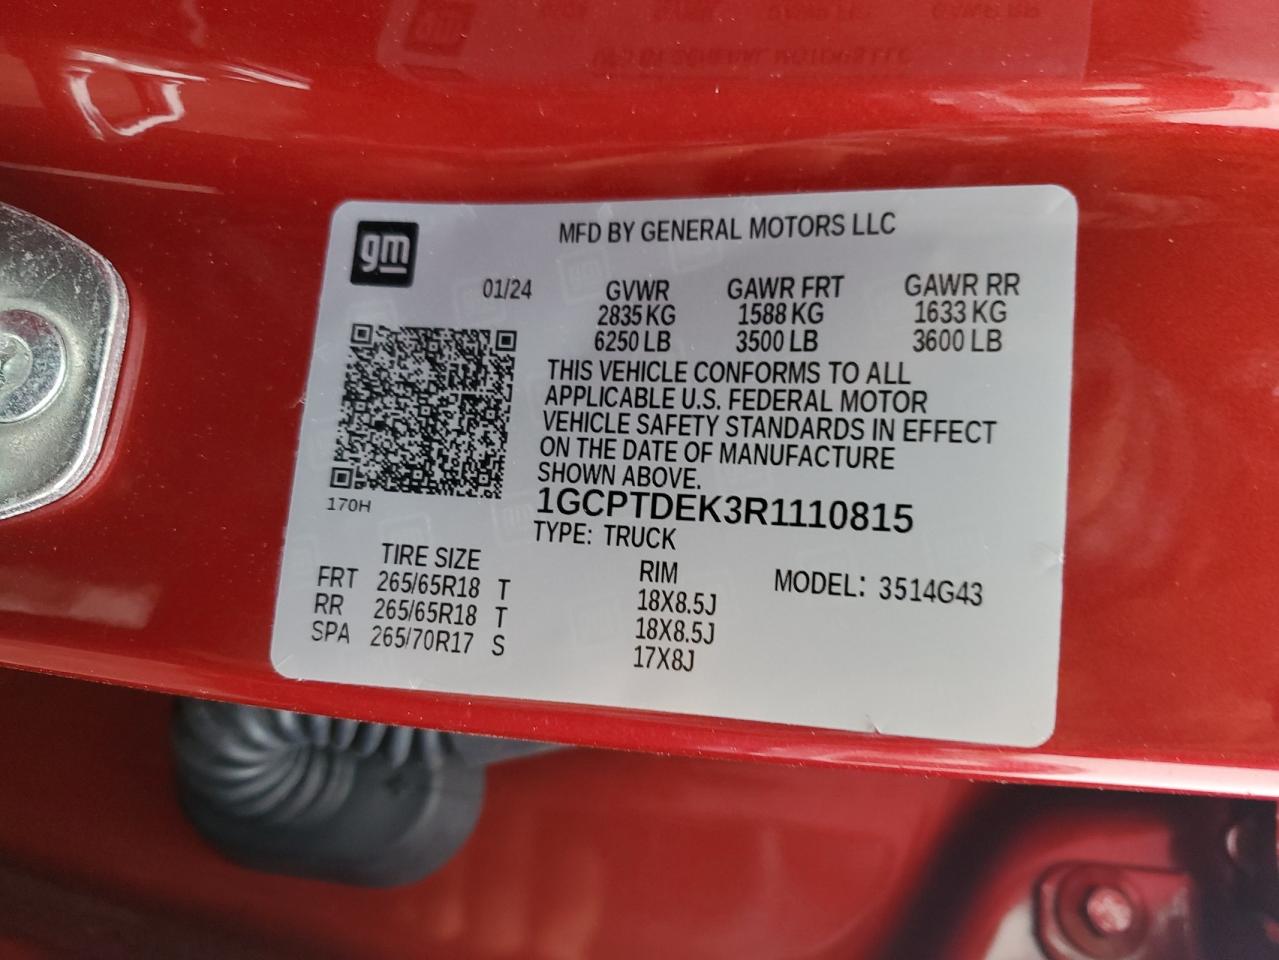 gm
MFD BY GENERAL MOTORS LLC
01/24
GVWR GAWR FRT GAWR RR
2835 KG 1588 KG 1633 KG
6250 LB 3500 LB 3600 LB
THIS VEHICLE CONFORMS TO ALL
APPLICABLE U.S. FEDERAL MOTOR
VEHICLE SAFETY STANDARDS IN EFFECT
ON THE DATE OF MANUFACTURE
SHOWN ABOVE.
170H
1GCPTDEK3R1110815
TYPE: TRUCK
TIRE SIZE RIM MODEL: 3514G43
FRT 265/65R18 T 18X8.5J
RR 265/65R18 T 18X8.5J
SPA 265/70R17 S 17X8J